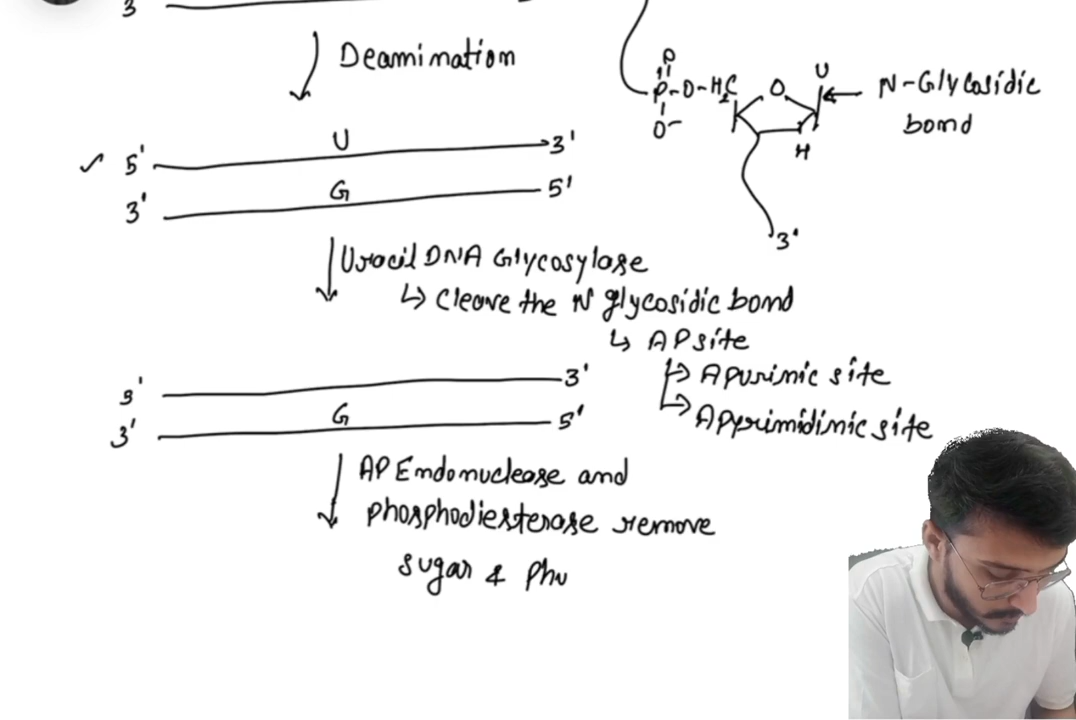 3'
Deamination
P
P-O-H2C
O
U
N-Glycosidic
bond
O-
H
5' U 3'
3' G 5'
3'
Uracil DNA Glycosylase
↳ Cleave the N glycosidic bond
↳ AP site
↳ Apurinic site
↳ Apyrimidinic site
3' 3'
3' G 5'
AP Endonuclease and
phosphodiesterase remove
sugar & Pho